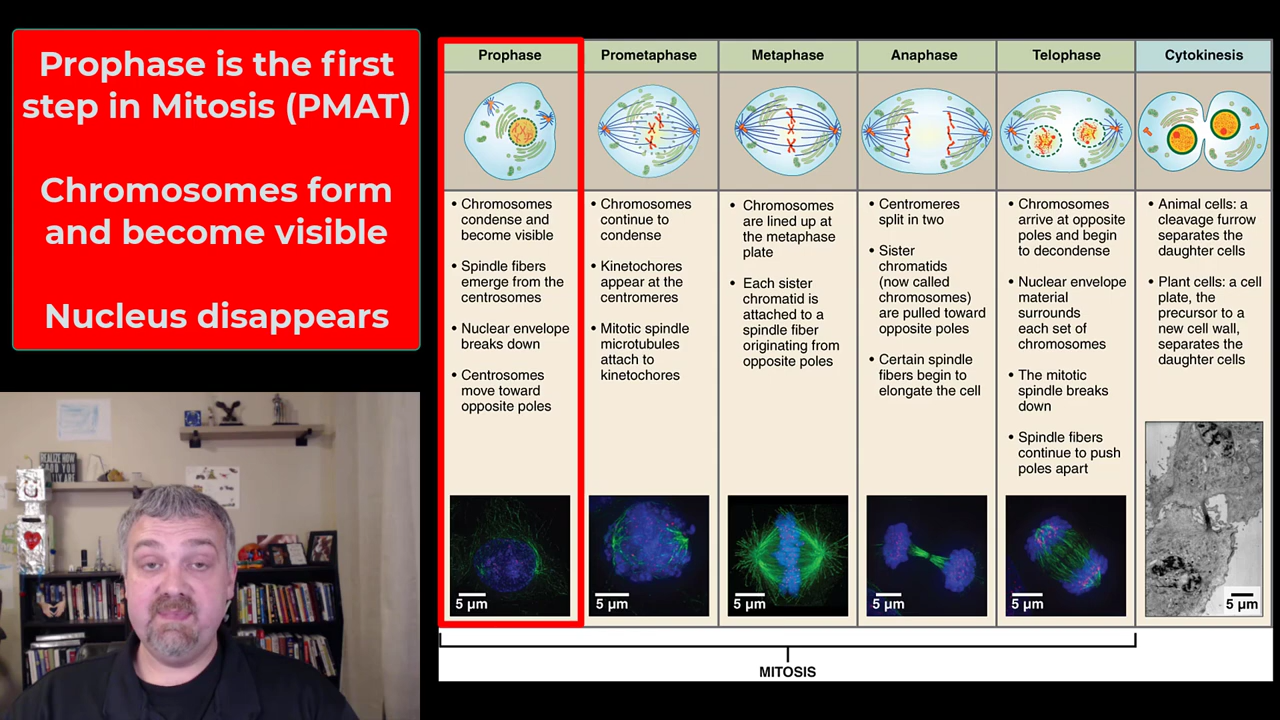 Prophase is the first
step in Mitosis (PMAT)
Chromosomes form
and become visible
Nucleus disappears
Prophase
Prometaphase
Metaphase
Anaphase
Telophase
Cytokinesis
• Chromosomes
condense and
become visible
• Spindle fibers
emerge from the
centrosomes
• Nuclear envelope
breaks down
• Centrosomes
move toward
opposite poles
• Chromosomes
continue to
condense
• Kinetochores
appear at the
centromeres
• Mitotic spindle
microtubules
attach to
kinetochores
• Chromosomes
are lined up at
the metaphase
plate
• Each sister
chromatid is
attached to a
spindle fiber
originating from
opposite poles
• Centromeres
split in two
• Sister
chromatids
(now called
chromosomes)
are pulled toward
opposite poles
• Certain spindle
fibers begin to
elongate the cell
• Chromosomes
arrive at opposite
poles and begin
to decondense
• Nuclear envelope
material
surrounds
each set of
chromosomes
• The mitotic
spindle breaks
down
• Spindle fibers
continue to push
poles apart
• Animal cells: a
cleavage furrow
separates the
daughter cells
• Plant cells: a cell
plate, the
precursor to a
new cell wall,
separates the
daughter cells
5 µm
5 µm
5 µm
5 µm
5 µm
5 µm
MITOSIS
REALIZE HOW